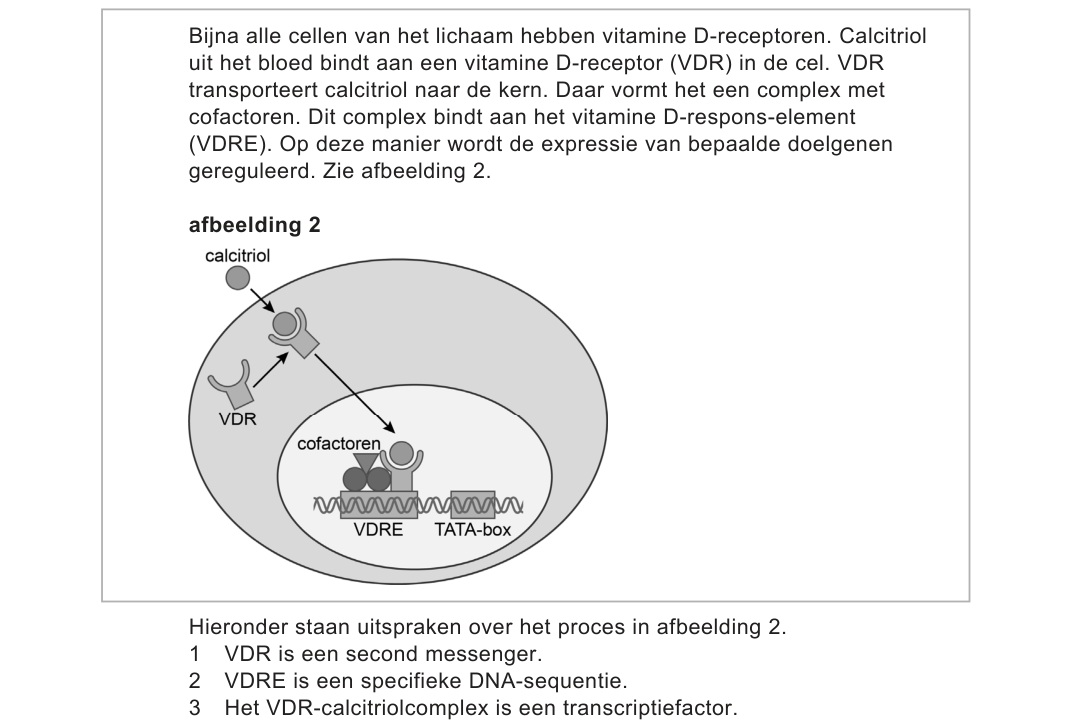 Bijna alle cellen van het lichaam hebben vitamine D-receptoren. Calcitriol
uit het bloed bindt aan een vitamine D-receptor (VDR) in de cel. VDR
transporteert calcitriol naar de kern. Daar vormt het een complex met
cofactoren. Dit complex bindt aan het vitamine D-respons-element
(VDRE). Op deze manier wordt de expressie van bepaalde doelgenen
gereguleerd. Zie afbeelding 2.
afbeelding 2
calcitriol
VDR
cofactoren
VDRE
TATA-box
Hieronder staan uitspraken over het proces in afbeelding 2.
1 VDR is een second messenger.
2 VDRE is een specifieke DNA-sequentie.
3 Het VDR-calcitriolcomplex is een transcriptiefactor.